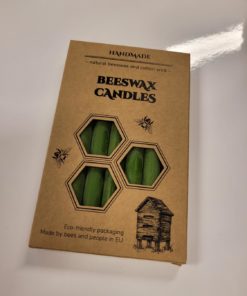 HANDMADE
natural beeswax and cotton wick
BEESWAX
CANDLES
Eco-friendly packaging
Made by bees and people in EU